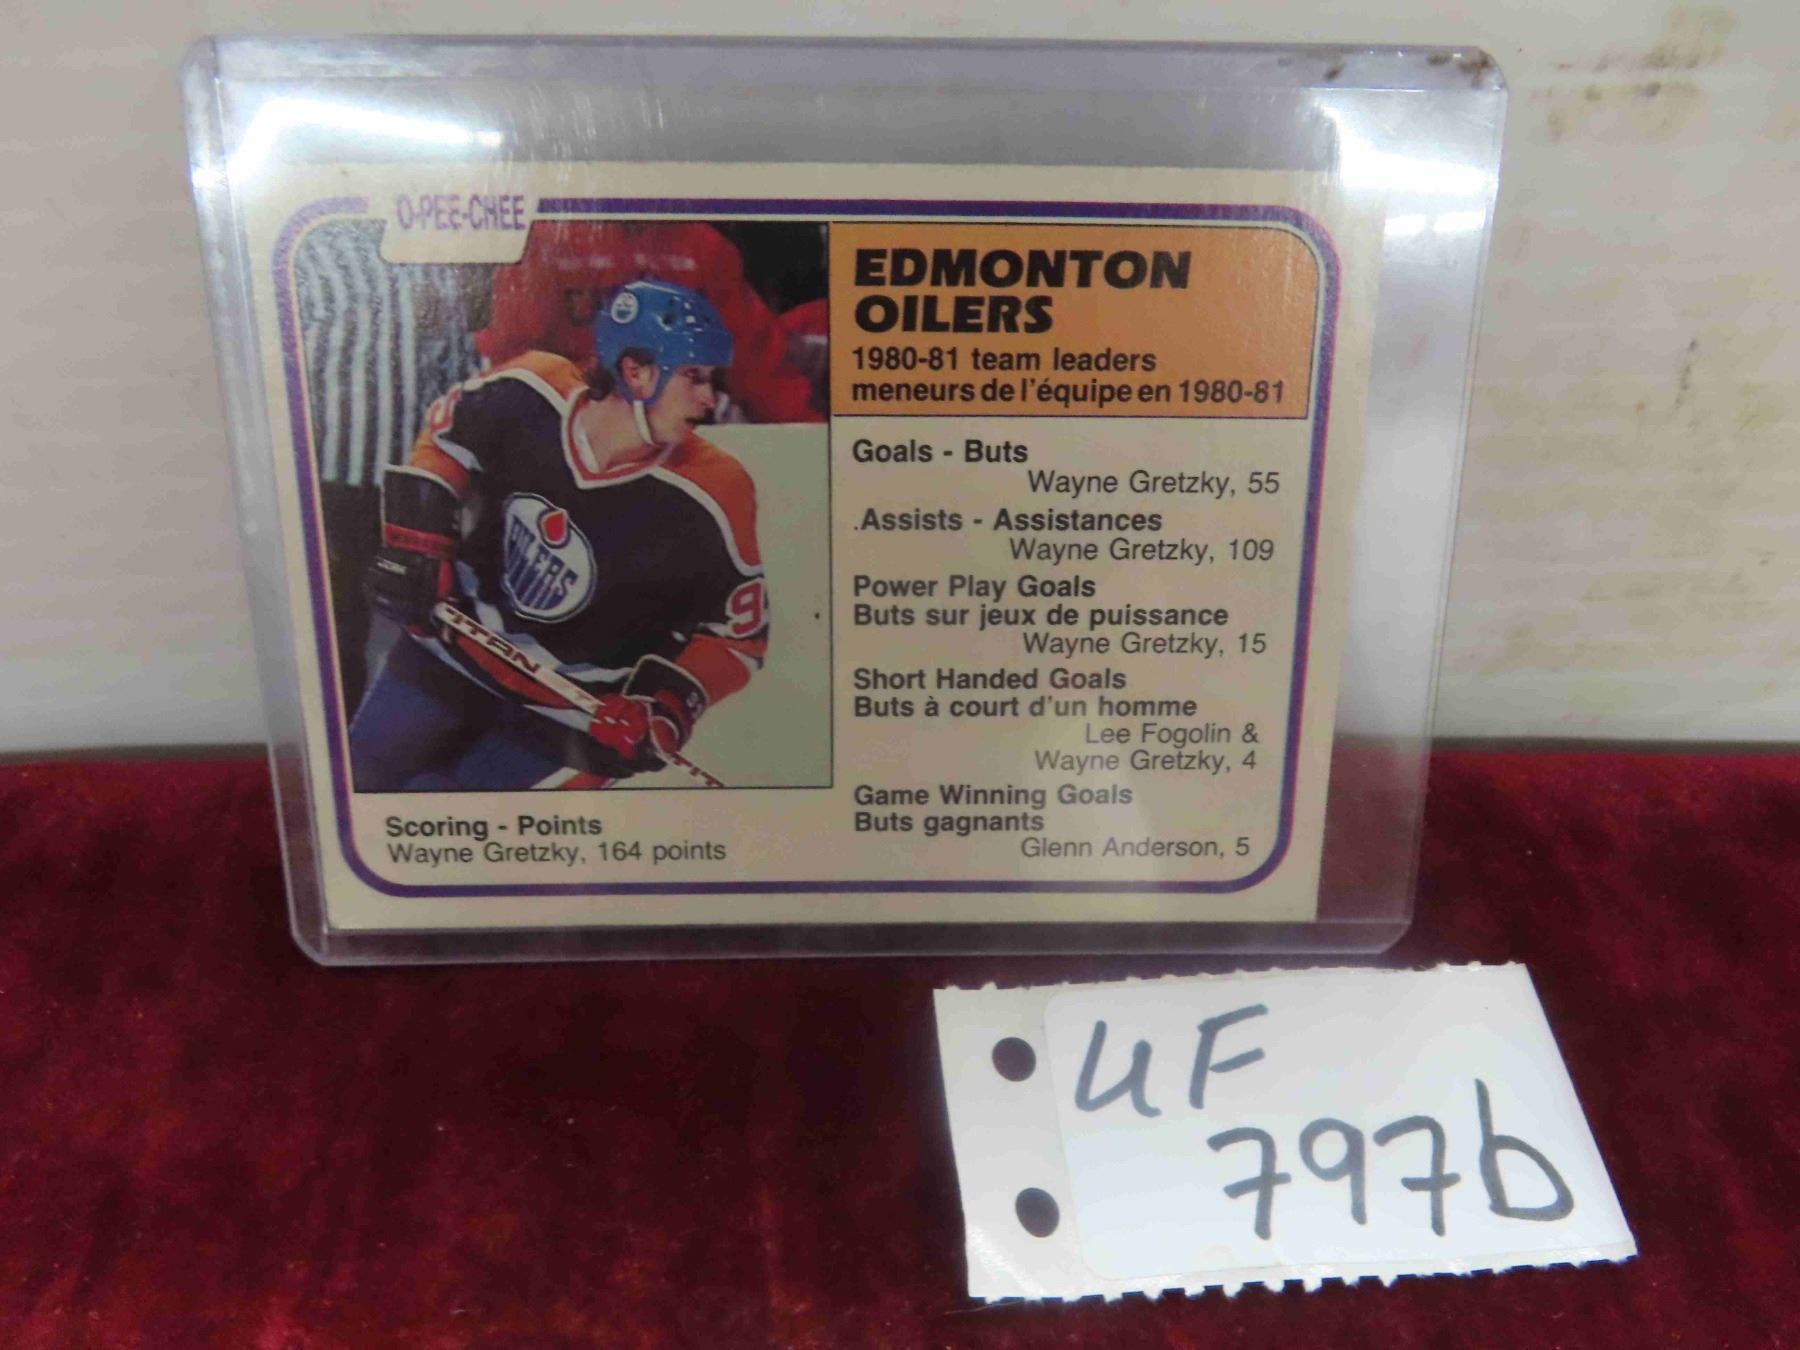 O-PEE-CHEE
EDMONTON
OILERS
1980-81 team leaders
meneurs de l'équipe en 1980-81
Goals - Buts
Wayne Gretzky, 55
.Assists - Assistances
Wayne Gretzky, 109
Power Play Goals
Buts sur jeux de puissance
Wayne Gretzky, 15
Short Handed Goals
Buts à court d'un homme
Lee Fogolin &
Wayne Gretzky, 4
Game Winning Goals
Buts gagnants
Glenn Anderson, 5
Scoring - Points
Wayne Gretzky, 164 points
OILERS
9
TITAN
TIT
UF
797b